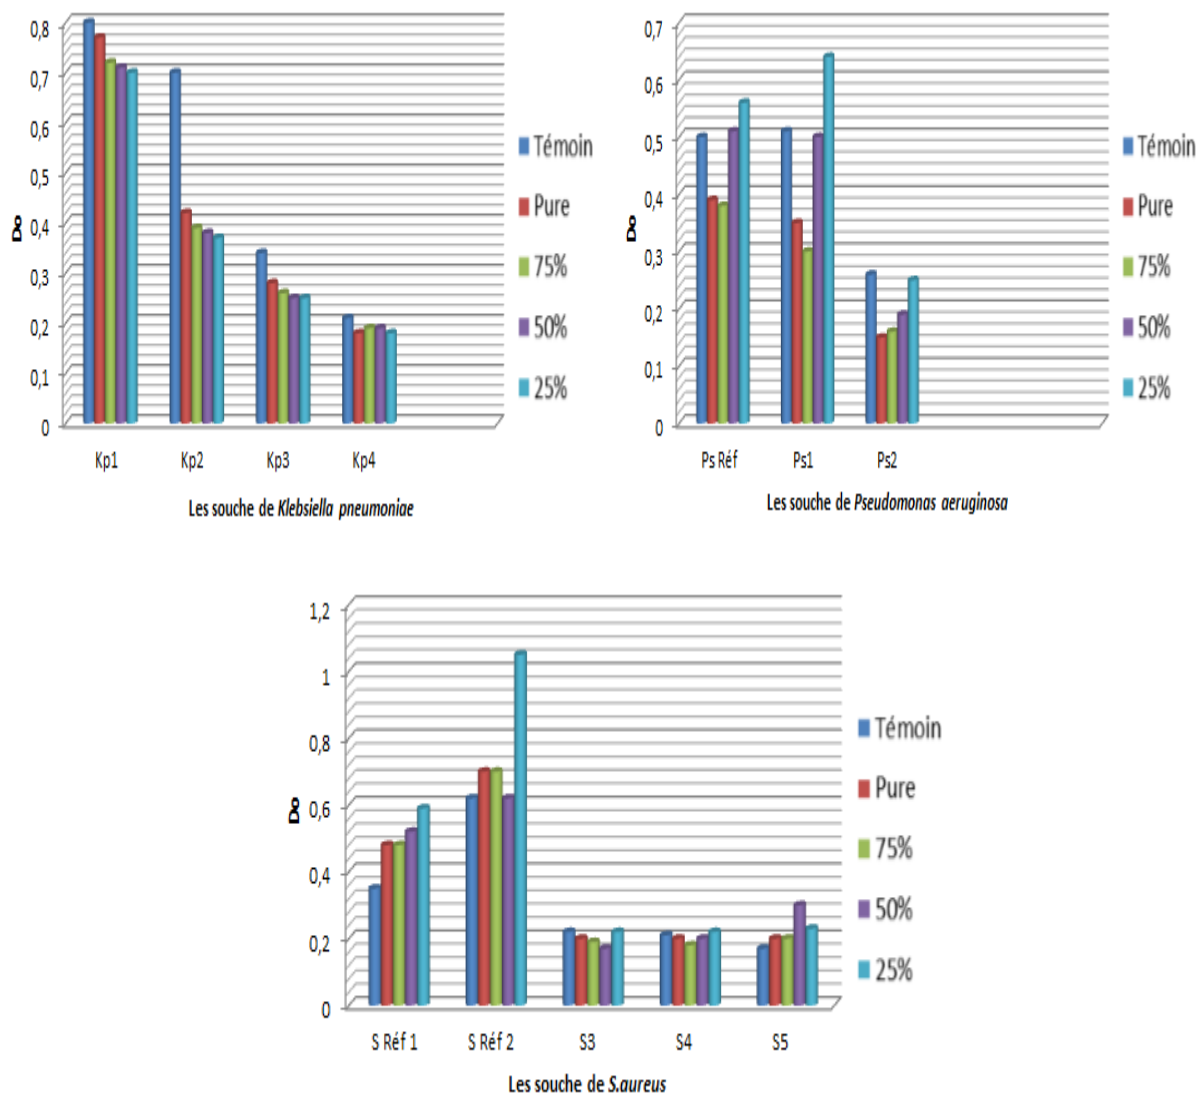 0,8
0,7
0,6
0,5
0,4
0,3
0,2
0,1
0
Do
Kp1 Kp2 Kp3 Kp4
Les souche de Klebsiella pneumoniae
Témoin
Pure
75%
50%
25%
0,7
0,6
0,5
0,4
0,3
0,2
0,1
0
Do
Ps Réf Ps1 Ps2
Les souche de Pseudomonas aeruginosa
Témoin
Pure
75%
50%
25%
1,2
1
0,8
0,6
0,4
0,2
0
Do
S Réf 1 S Réf 2 S3 S4 S5
Les souche de S.aureus
Témoin
Pure
75%
50%
25%